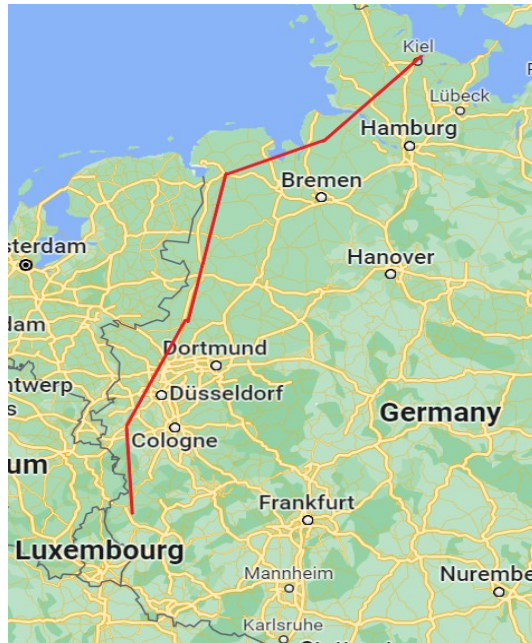 Kiel
Lübeck
Hamburg
Bremen
sterdam
Hanover
dam
Dortmund
ntwerp
Düsseldorf
s
Germany
Cologne
um
Frankfurt
Luxembourg
Mannheim
Nurembe
Karlsruhe